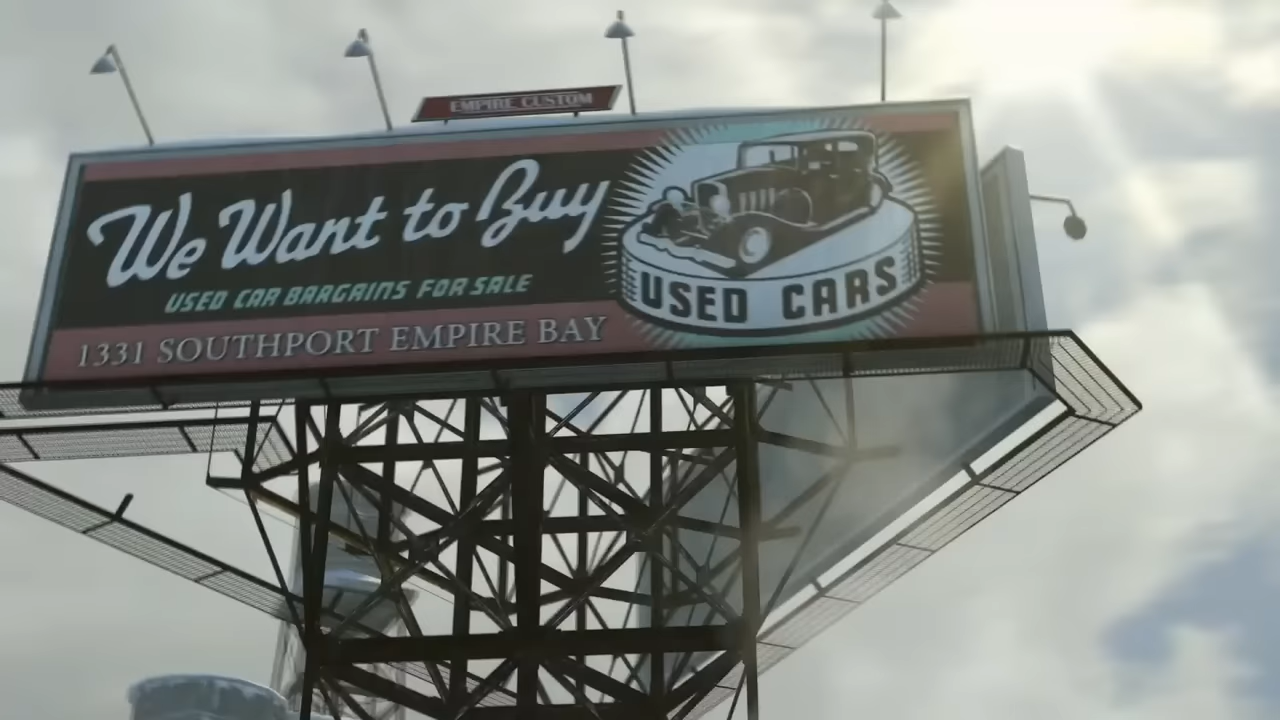 EMPIRE CUSTOM
We Want to Buy
USED CAR BARGAINS FOR SALE
1331 SOUTHPORT EMPIRE BAY
USED CARS